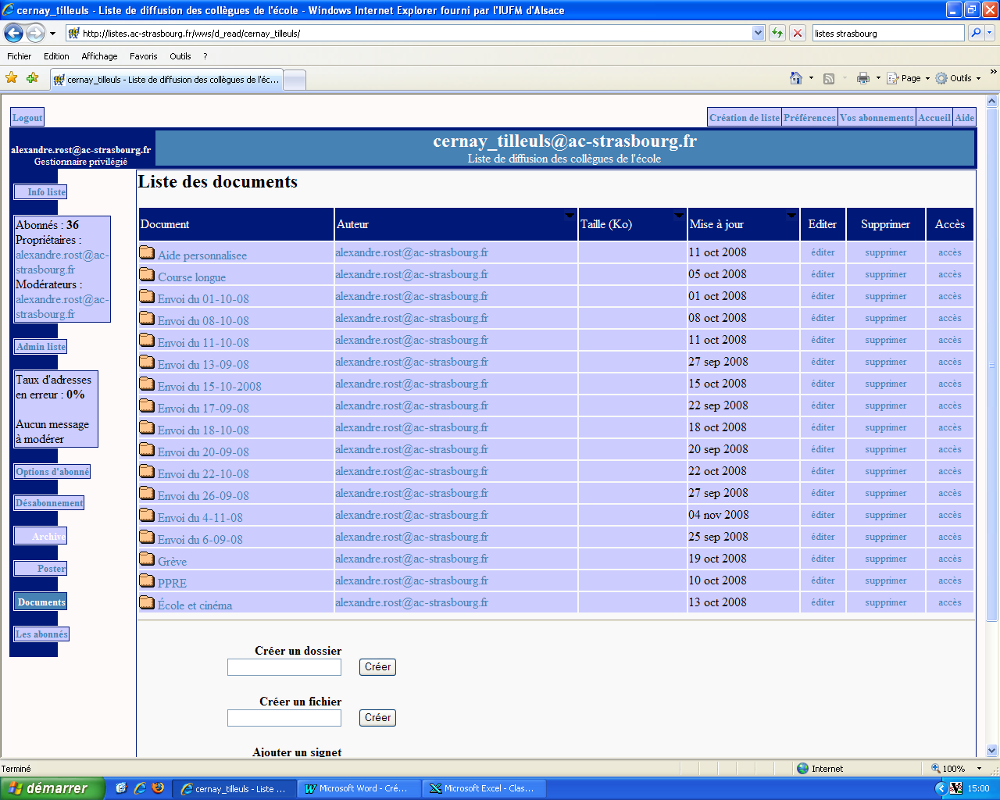 cernay_tilleuls - Liste de diffusion des collègues de l'école - Windows Internet Explorer fourni par l'IUFM d'Alsace
http://listes.ac-strasbourg.fr/wws/d_read/cernay_tilleuls/
listes strasbourg
Fichier Edition Affichage Favoris Outils ?
cernay_tilleuls - Liste de diffusion des collègues de l'éc...
Page Outils »
Logout
Création de liste Préférences Vos abonnements Accueil Aide
alexandre.rost@ac-strasbourg.fr
Gestionnaire privilégié
cernay_tilleuls@ac-strasbourg.fr
Liste de diffusion des collègues de l'école
Info liste
Abonnés : 36
Propriétaires :
alexandre.rost@ac-
strasbourg.fr
Modérateurs :
alexandre.rost@ac-
strasbourg.fr
Admin liste
Taux d'adresses
en erreur : 0%
Aucun message
à modérer
Options d'abonné
Désabonnement
Archive
Poster
Documents
Les abonnés
Liste des documents
Document Auteur Taille (Ko) Mise à jour Editer Supprimer Accès
Aide personnalisee alexandre.rost@ac-strasbourg.fr 11 oct 2008 éditer supprimer accès
Course longue alexandre.rost@ac-strasbourg.fr 05 oct 2008 éditer supprimer accès
Envoi du 01-10-08 alexandre.rost@ac-strasbourg.fr 01 oct 2008 éditer supprimer accès
Envoi du 08-10-08 alexandre.rost@ac-strasbourg.fr 08 oct 2008 éditer supprimer accès
Envoi du 11-10-08 alexandre.rost@ac-strasbourg.fr 11 oct 2008 éditer supprimer accès
Envoi du 13-09-08 alexandre.rost@ac-strasbourg.fr 27 sep 2008 éditer supprimer accès
Envoi du 15-10-2008 alexandre.rost@ac-strasbourg.fr 15 oct 2008 éditer supprimer accès
Envoi du 17-09-08 alexandre.rost@ac-strasbourg.fr 22 sep 2008 éditer supprimer accès
Envoi du 18-10-08 alexandre.rost@ac-strasbourg.fr 18 oct 2008 éditer supprimer accès
Envoi du 20-09-08 alexandre.rost@ac-strasbourg.fr 20 sep 2008 éditer supprimer accès
Envoi du 22-10-08 alexandre.rost@ac-strasbourg.fr 22 oct 2008 éditer supprimer accès
Envoi du 26-09-08 alexandre.rost@ac-strasbourg.fr 27 sep 2008 éditer supprimer accès
Envoi du 4-11-08 alexandre.rost@ac-strasbourg.fr 04 nov 2008 éditer supprimer accès
Envoi du 6-09-08 alexandre.rost@ac-strasbourg.fr 25 sep 2008 éditer supprimer accès
Grève alexandre.rost@ac-strasbourg.fr 19 oct 2008 éditer supprimer accès
PPRE alexandre.rost@ac-strasbourg.fr 10 oct 2008 éditer supprimer accès
École et cinéma alexandre.rost@ac-strasbourg.fr 13 oct 2008 éditer supprimer accès
Créer un dossier
Créer
Créer un fichier
Créer
Ajouter un signet
Terminé Internet 100%
démarrer cernay_tilleuls - Liste ... Microsoft Word - Cré... Microsoft Excel - Clas... 15:00